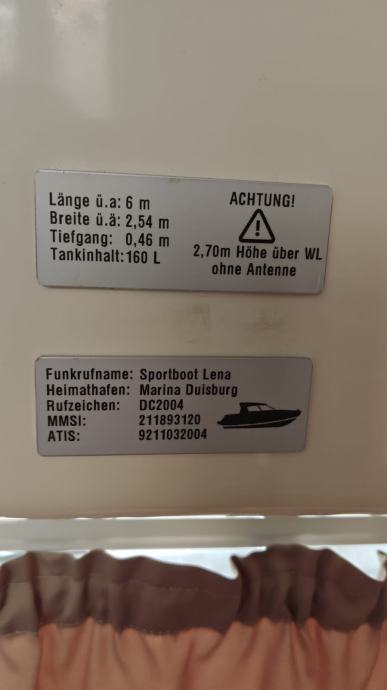 Länge ü.a: 6 m
Breite ü.ä: 2,54 m
Tiefgang: 0,46 m
Tankinhalt: 160 L
ACHTUNG!
2,70m Höhe über WL
ohne Antenne
Funkrufname: Sportboot Lena
Heimathafen: Marina Duisburg
Rufzeichen: DC2004
MMSI: 211893120
ATIS: 9211032004